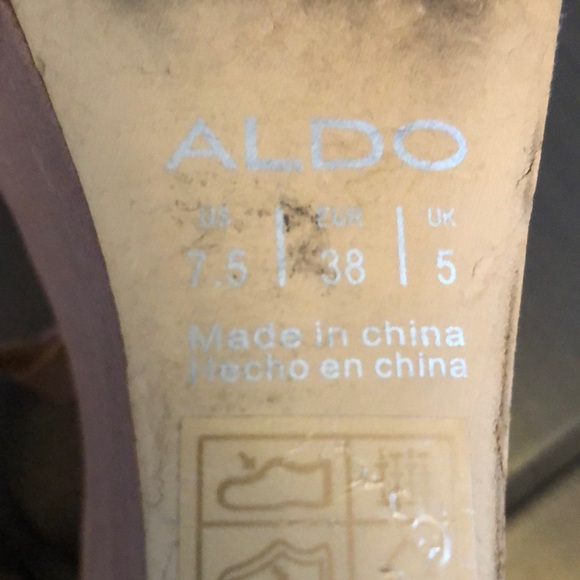 ALDO
US | EUR | UK
7.5 | 38 | 5
Made in china
Hecho en china